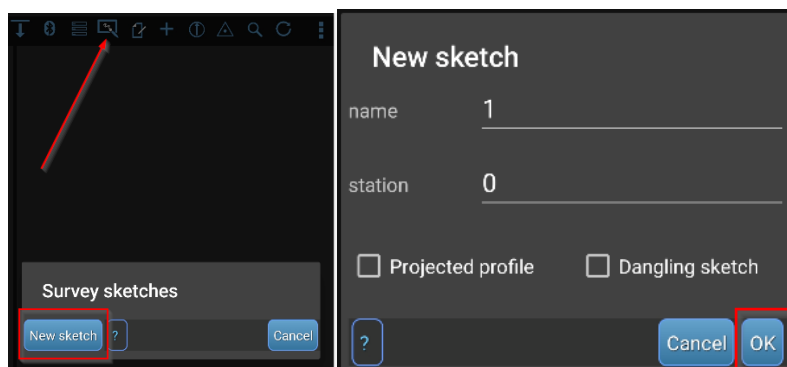 Survey sketches
New sketch ? Cancel
New sketch
name 1
station 0
Projected profile Dangling sketch
? Cancel OK